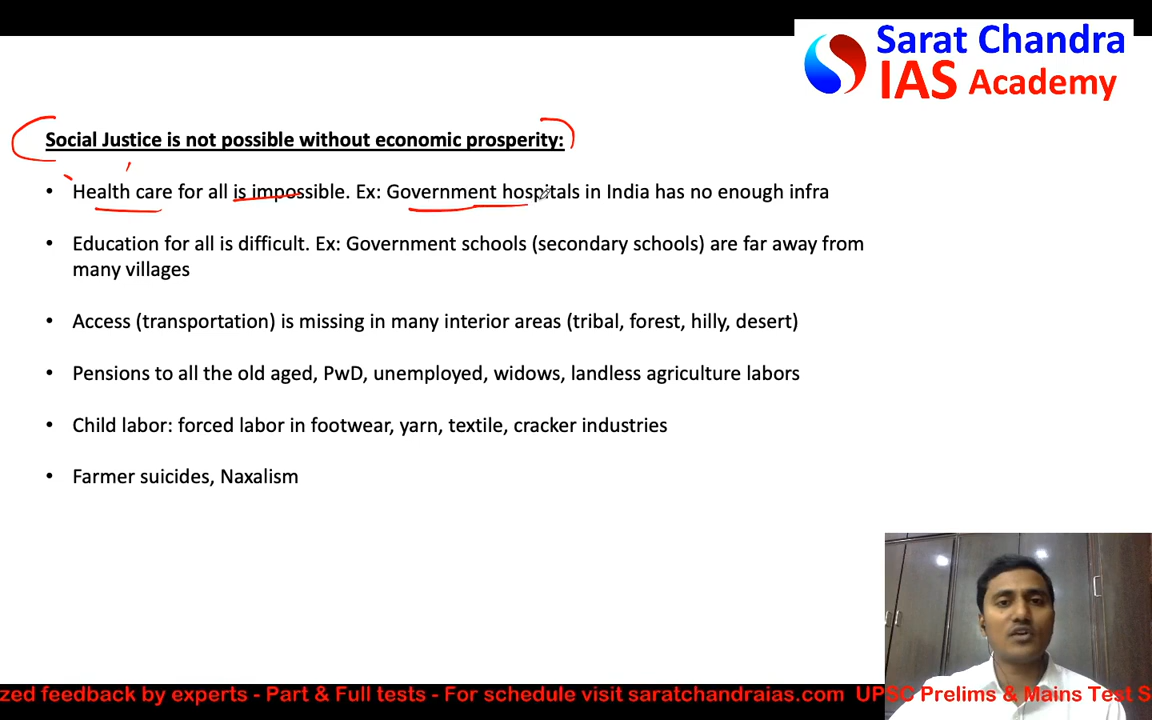 Sarat Chandra
IAS Academy
Social Justice is not possible without economic prosperity:
• Health care for all is impossible. Ex: Government hospitals in India has no enough infra
• Education for all is difficult. Ex: Government schools (secondary schools) are far away from
many villages
• Access (transportation) is missing in many interior areas (tribal, forest, hilly, desert)
• Pensions to all the old aged, PwD, unemployed, widows, landless agriculture labors
• Child labor: forced labor in footwear, yarn, textile, cracker industries
• Farmer suicides, Naxalism
zed feedback by experts - Part & Full tests - For schedule visit saratchandraias.com UPSC Prelims & Mains Test S